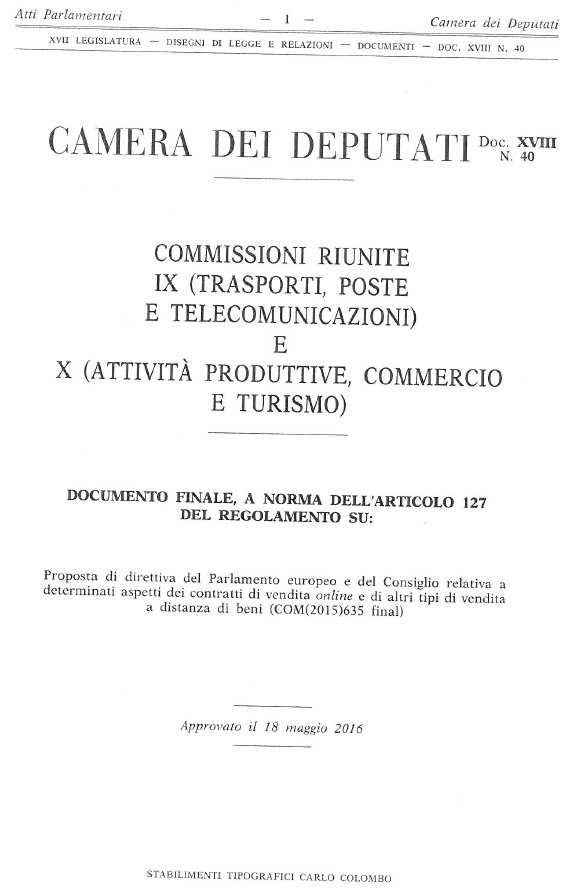 Atti Parlamentari — 1 — Camera dei Deputati
XVII LEGISLATURA — DISEGNI DI LEGGE E RELAZIONI — DOCUMENTI — DOC. XVIII N. 40
CAMERA DEI DEPUTATI Doc. XVIII
N. 40
COMMISSIONI RIUNITE
IX (TRASPORTI, POSTE
E TELECOMUNICAZIONI)
E
X (ATTIVITÀ PRODUTTIVE, COMMERCIO
E TURISMO)
DOCUMENTO FINALE, A NORMA DELL'ARTICOLO 127
DEL REGOLAMENTO SU:
Proposta di direttiva del Parlamento europeo e del Consiglio relativa a
determinati aspetti dei contratti di vendita online e di altri tipi di vendita
a distanza di beni (COM(2015)635 final)
Approvato il 18 maggio 2016
STABILIMENTI TIPOGRAFICI CARLO COLOMBO